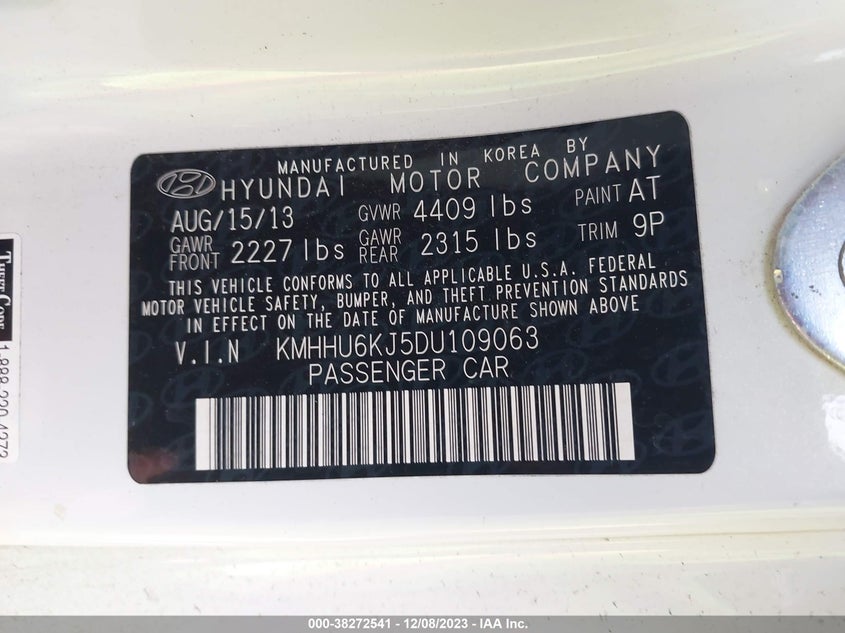 MANUFACTURED IN KOREA BY
HYUNDAI MOTOR COMPANY
AUG/15/13 GVWR 4409 lbs PAINT AT
GAWR FRONT 2227 lbs GAWR REAR 2315 lbs TRIM 9P
THIS VEHICLE CONFORMS TO ALL APPLICABLE U.S.A. FEDERAL
MOTOR VEHICLE SAFETY, BUMPER, AND THEFT PREVENTION STANDARDS
IN EFFECT ON THE DATE OF MANUFACTURE SHOWN ABOVE
V.I.N KMHHU6KJ5DU109063
PASSENGER CAR
000-38272541 - 12/08/2023 - IAA Inc.